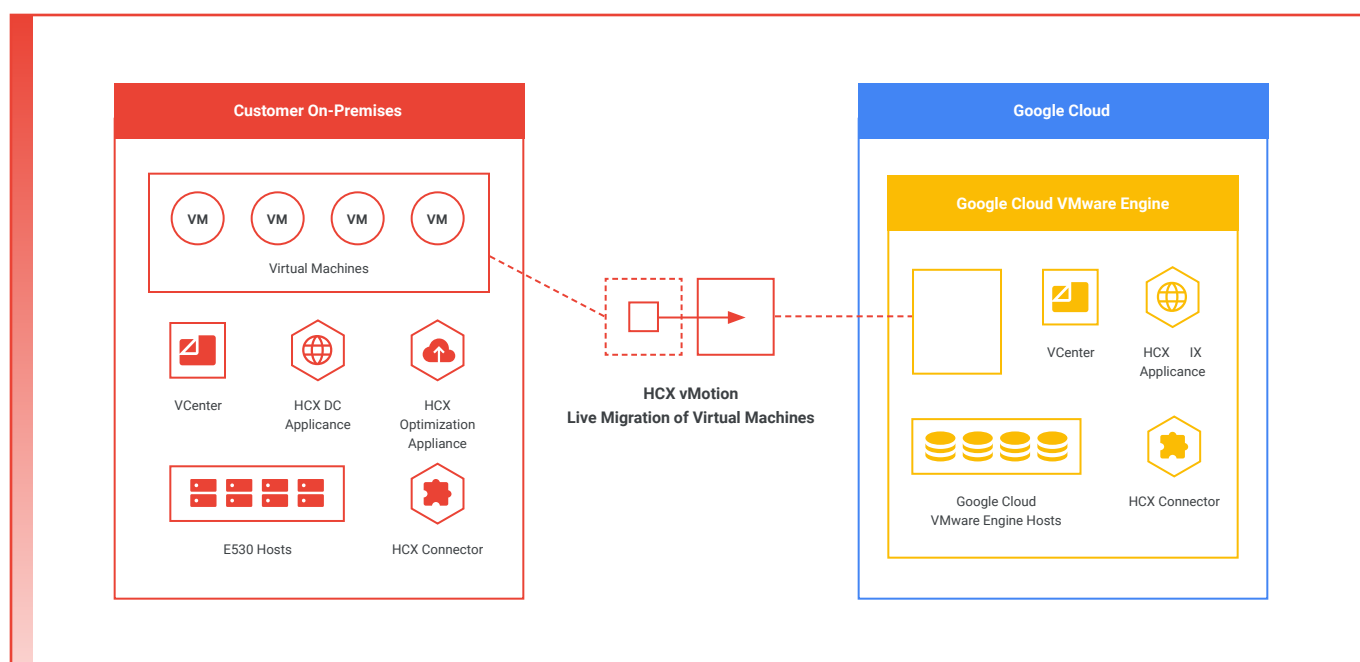 Customer On-Premises
VM VM VM VM
Virtual Machines
VCenter
HCX DC
Applicance
HCX
Optimization
Appliance
E530 Hosts
HCX Connector
HCX vMotion
Live Migration of Virtual Machines
Google Cloud
Google Cloud VMware Engine
VCenter
HCX IX
Applicance
Google Cloud
VMware Engine Hosts
HCX Connector